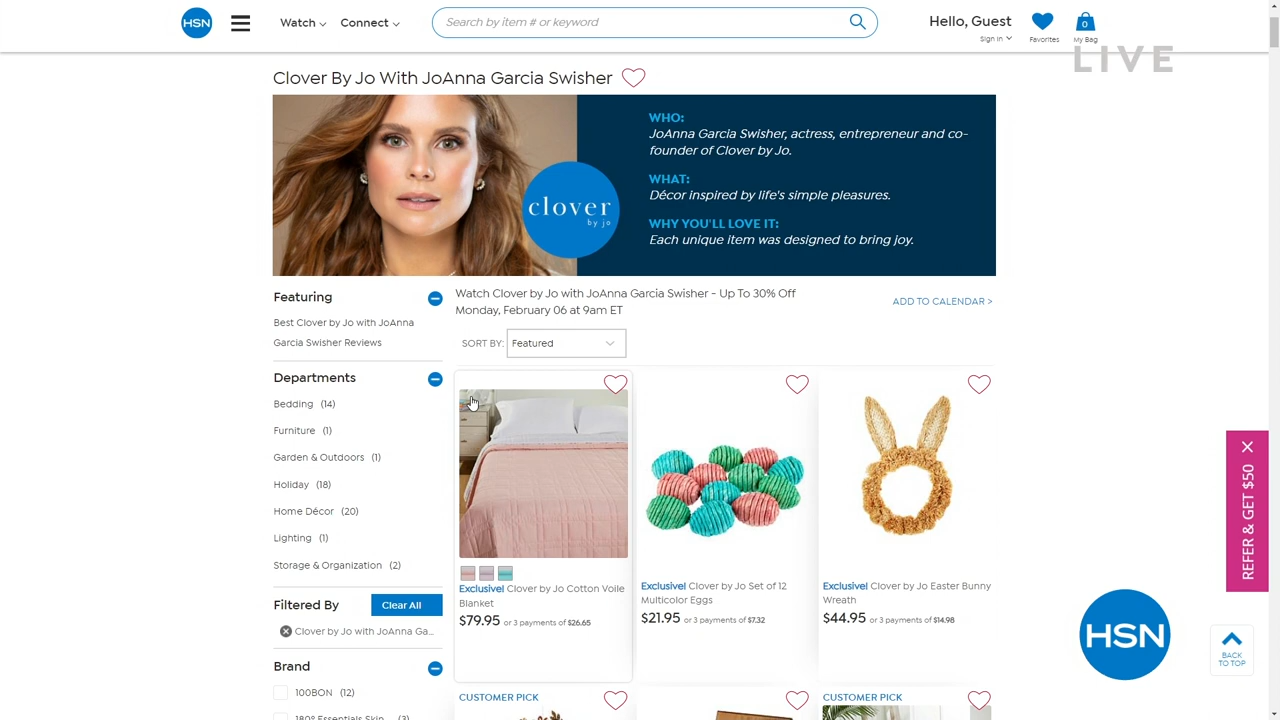 HSN
Watch
Connect
Search by item # or keyword
Hello, Guest
Sign In
Favorites
0
My Bag
LIVE
Clover By Jo With JoAnna Garcia Swisher
clover
by jo
WHO:
JoAnna Garcia Swisher, actress, entrepreneur and co-
founder of Clover by Jo.
WHAT:
Décor inspired by life's simple pleasures.
WHY YOU'LL LOVE IT:
Each unique item was designed to bring joy.
Featuring
Best Clover by Jo with JoAnna
Garcia Swisher Reviews
Departments
Bedding (14)
Furniture (1)
Garden & Outdoors (1)
Holiday (18)
Home Décor (20)
Lighting (1)
Storage & Organization (2)
Filtered By
Clear All
Clover by Jo with JoAnna Ga...
Brand
100BON (12)
180° Essentials Skin... (3)
Watch Clover by Jo with JoAnna Garcia Swisher - Up To 30% Off
Monday, February 06 at 9am ET
ADD TO CALENDAR >
SORT BY: Featured
Exclusive! Clover by Jo Cotton Voile
Blanket
$79.95 or 3 payments of $26.65
Exclusive! Clover by Jo Set of 12
Multicolor Eggs
$21.95 or 3 payments of $7.32
Exclusive! Clover by Jo Easter Bunny
Wreath
$44.95 or 3 payments of $14.98
CUSTOMER PICK
CUSTOMER PICK
REFER & GET $50
HSN
BACK
TO TOP